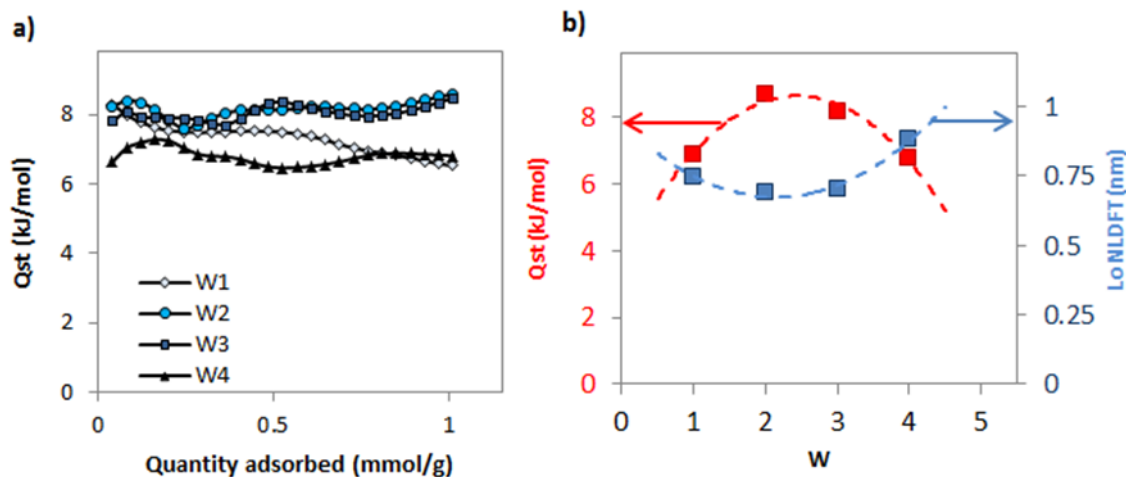 a)
Qst (kJ/mol)
8
6
4
2
0
W1
W2
W3
W4
0
0.5
1
Quantity adsorbed (mmol/g)
b)
Qst (kJ/mol)
8
6
4
2
0
0
1
2
3
4
5
W
1
0.75
0.5
0.25
0
Lo NLDFT (nm)